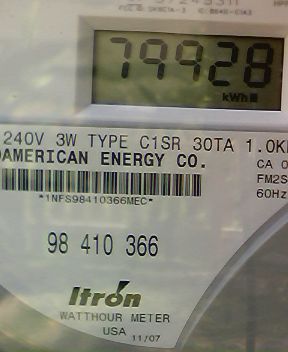 79928
kWh
240V 3W TYPE C1SR 30TA 1.0K
AMERICAN ENERGY CO.
CA 0
FM2S
60Hz
*1NFS98410366MEC*
98 410 366
Itron
WATTHOUR METER
USA 11/07